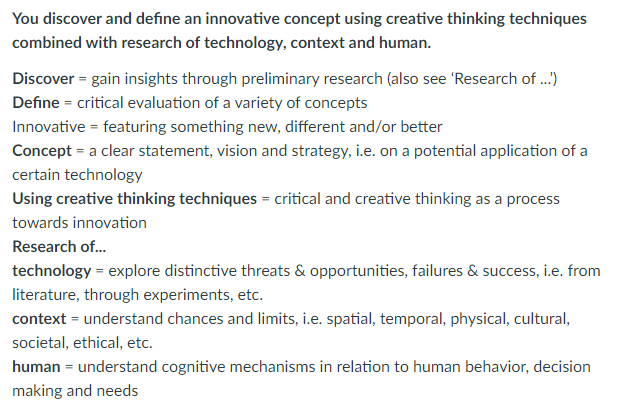 You discover and define an innovative concept using creative thinking techniques
combined with research of technology, context and human.
Discover = gain insights through preliminary research (also see ‘Research of ...’)
Define = critical evaluation of a variety of concepts
Innovative = featuring something new, different and/or better
Concept = a clear statement, vision and strategy, i.e. on a potential application of a
certain technology
Using creative thinking techniques = critical and creative thinking as a process
towards innovation
Research of...
technology = explore distinctive threats & opportunities, failures & success, i.e. from
literature, through experiments, etc.
context = understand chances and limits, i.e. spatial, temporal, physical, cultural,
societal, ethical, etc.
human = understand cognitive mechanisms in relation to human behavior, decision
making and needs